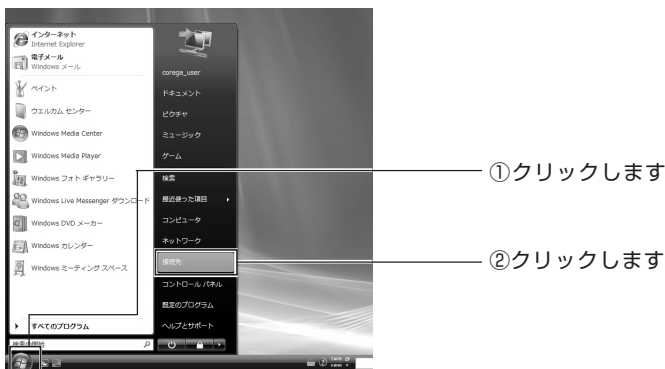 インターネット
Internet Explorer
電子メール
Windows メール
ペイント
ウエルカム センター
Windows Media Center
Windows Media Player
Windows フォト ギャラリー
Windows Live Messenger ダウンロード
Windows DVD メーカー
Windows カレンダー
Windows ミーティング スペース
すべてのプログラム
検索の開始
corega_user
ドキュメント
ピクチャ
ミュージック
ゲーム
検索
最近使った項目
コンピュータ
ネットワーク
接続先
コントロール パネル
既定のプログラム
ヘルプとサポート
①クリックします
②クリックします